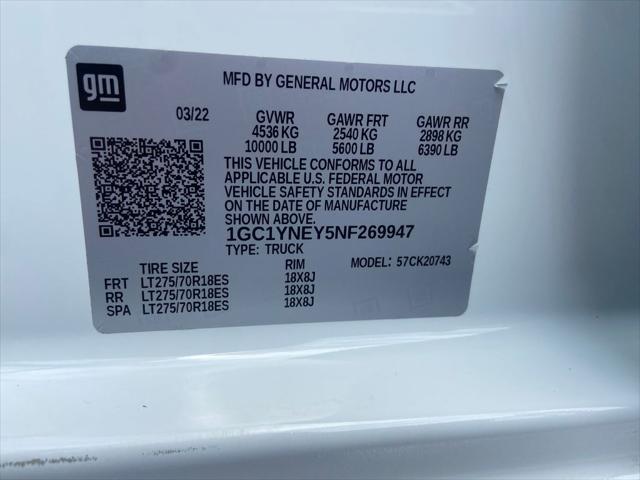 gm
MFD BY GENERAL MOTORS LLC
03/22 GVWR GAWR FRT GAWR RR
4536 KG 2540 KG 2898 KG
10000 LB 5600 LB 6390 LB
THIS VEHICLE CONFORMS TO ALL
APPLICABLE U.S. FEDERAL MOTOR
VEHICLE SAFETY STANDARDS IN EFFECT
ON THE DATE OF MANUFACTURE
SHOWN ABOVE.
1GC1YNEY5NF269947
TYPE: TRUCK MODEL: 57CK20743
TIRE SIZE RIM
FRT LT275/70R18ES 18X8J
RR LT275/70R18ES 18X8J
SPA LT275/70R18ES 18X8J